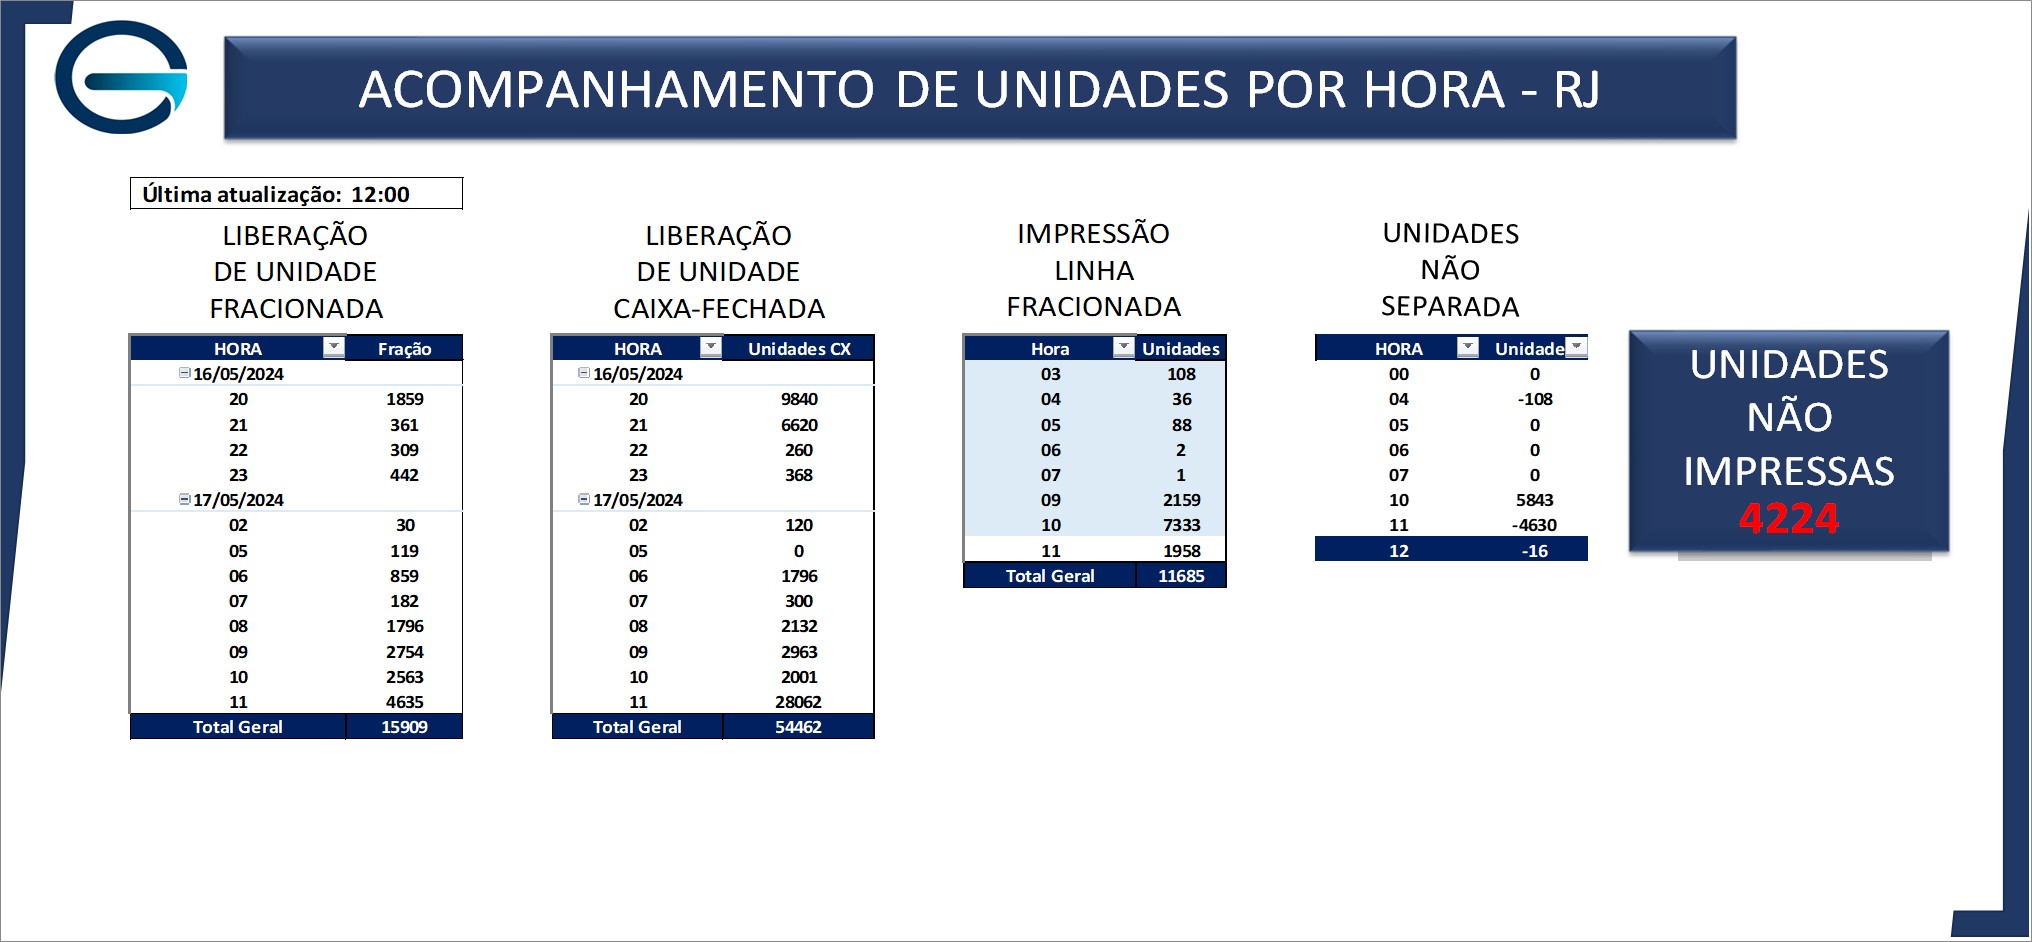 ACOMPANHAMENTO DE UNIDADES POR HORA - RJ
Última atualização: 12:00
LIBERAÇÃO
DE UNIDADE
FRACIONADA
HORA Fração
16/05/2024
20 1859
21 361
22 309
23 442
17/05/2024
02 30
05 119
06 859
07 182
08 1796
09 2754
10 2563
11 4635
Total Geral 15909
LIBERAÇÃO
DE UNIDADE
CAIXA-FECHADA
HORA Unidades CX
16/05/2024
20 9840
21 6620
22 260
23 368
17/05/2024
02 120
05 0
06 1796
07 300
08 2132
09 2963
10 2001
11 28062
Total Geral 54462
IMPRESSÃO
LINHA
FRACIONADA
Hora Unidades
03 108
04 36
05 88
06 2
07 1
09 2159
10 7333
11 1958
Total Geral 11685
UNIDADES
NÃO
SEPARADA
HORA Unidade
00 0
04 -108
05 0
06 0
07 0
10 5843
11 -4630
12 -16
UNIDADES
NÃO
IMPRESSAS
4224